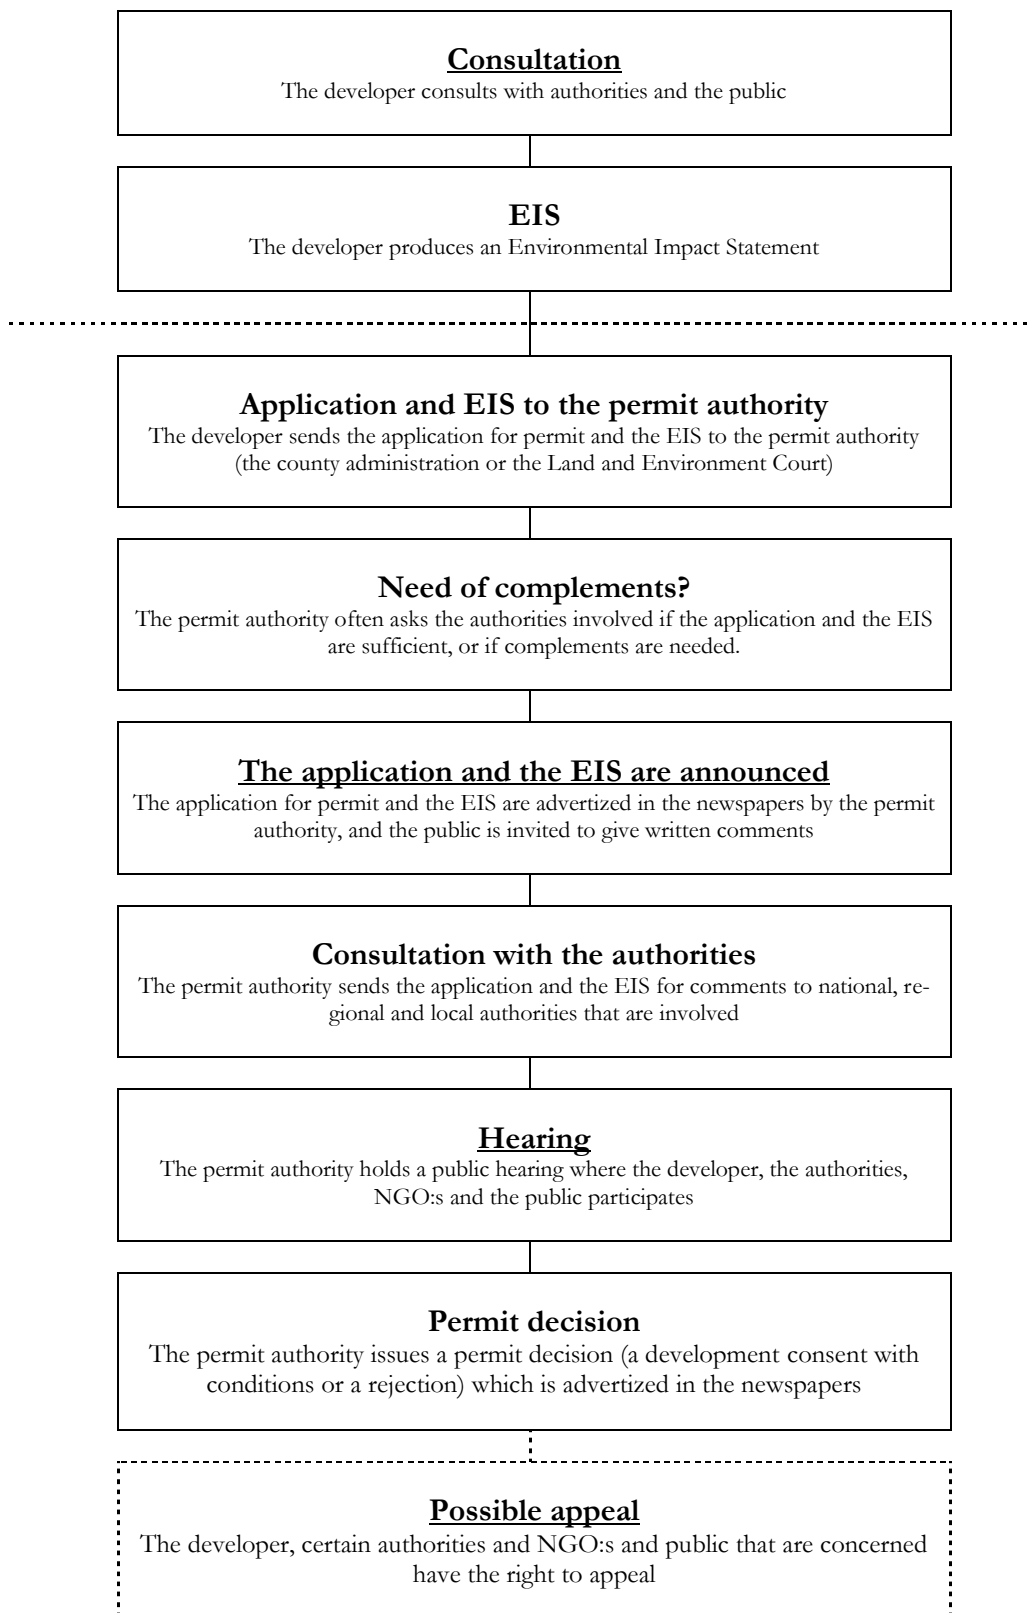 Consultation
The developer consults with authorities and the public
EIS
The developer produces an Environmental Impact Statement
Application and EIS to the permit authority
The developer sends the application for permit and the EIS to the permit authority
(the county administration or the Land and Environment Court)
Need of complements?
The permit authority often asks the authorities involved if the application and the EIS
are sufficient, or if complements are needed.
The application and the EIS are announced
The application for permit and the EIS are advertized in the newspapers by the permit
authority, and the public is invited to give written comments
Consultation with the authorities
The permit authority sends the application and the EIS for comments to national, re-
gional and local authorities that are involved
Hearing
The permit authority holds a public hearing where the developer, the authorities,
NGO:s and the public participates
Permit decision
The permit authority issues a permit decision (a development consent with
conditions or a rejection) which is advertized in the newspapers
Possible appeal
The developer, certain authorities and NGO:s and public that are concerned
have the right to appeal